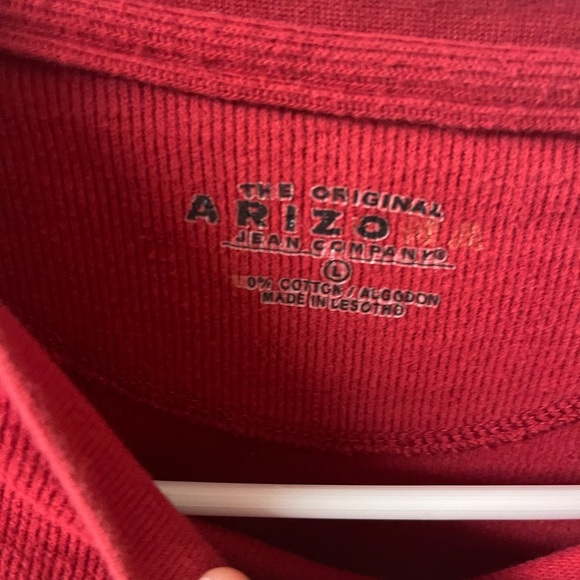 THE ORIGINAL
ARIZO
JEAN COMPANY®
L
0% COTTON / ALGODON
MADE IN LESOTHO